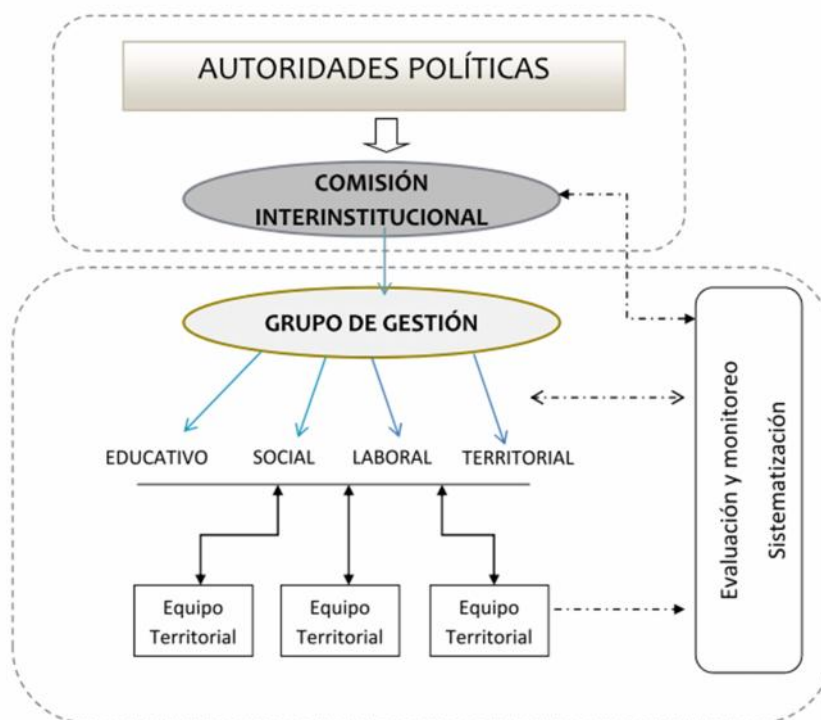 AUTORIDADES POLÍTICAS
COMISIÓN
INTERINSTITUCIONAL
GRUPO DE GESTIÓN
EDUCATIVO
SOCIAL
LABORAL
TERRITORIAL
Equipo
Territorial
Equipo
Territorial
Equipo
Territorial
Evaluación y monitoreo
Sistematización